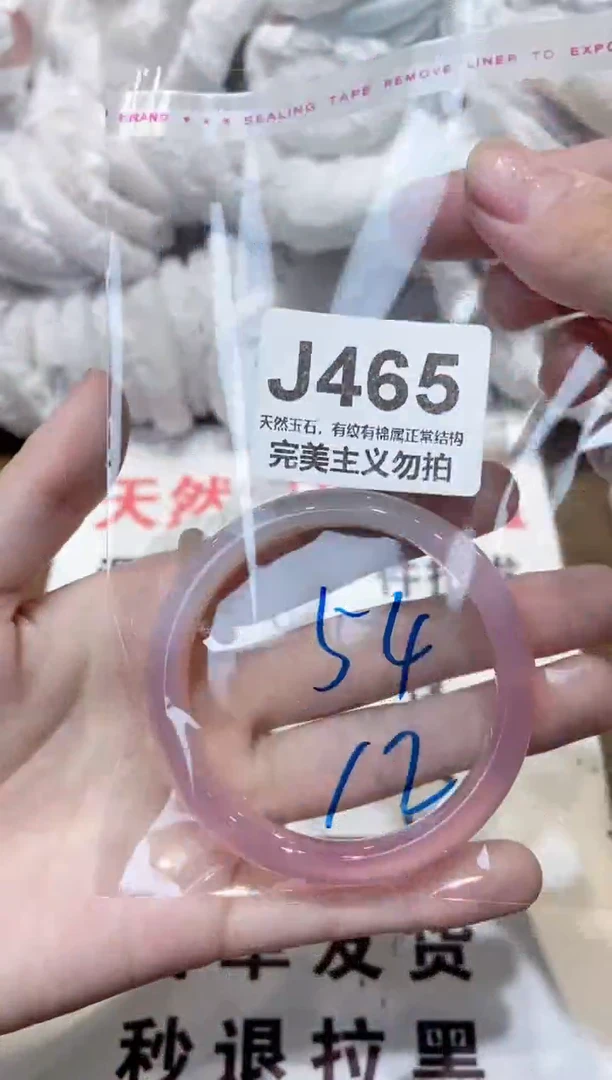 BRAND * * * SEALING TAPE REMOVE LINER TO EXPO
J465
天然玉石，有纹有棉属正常结构
完美主义勿拍
天然
54
12
发货
秒退拉黑